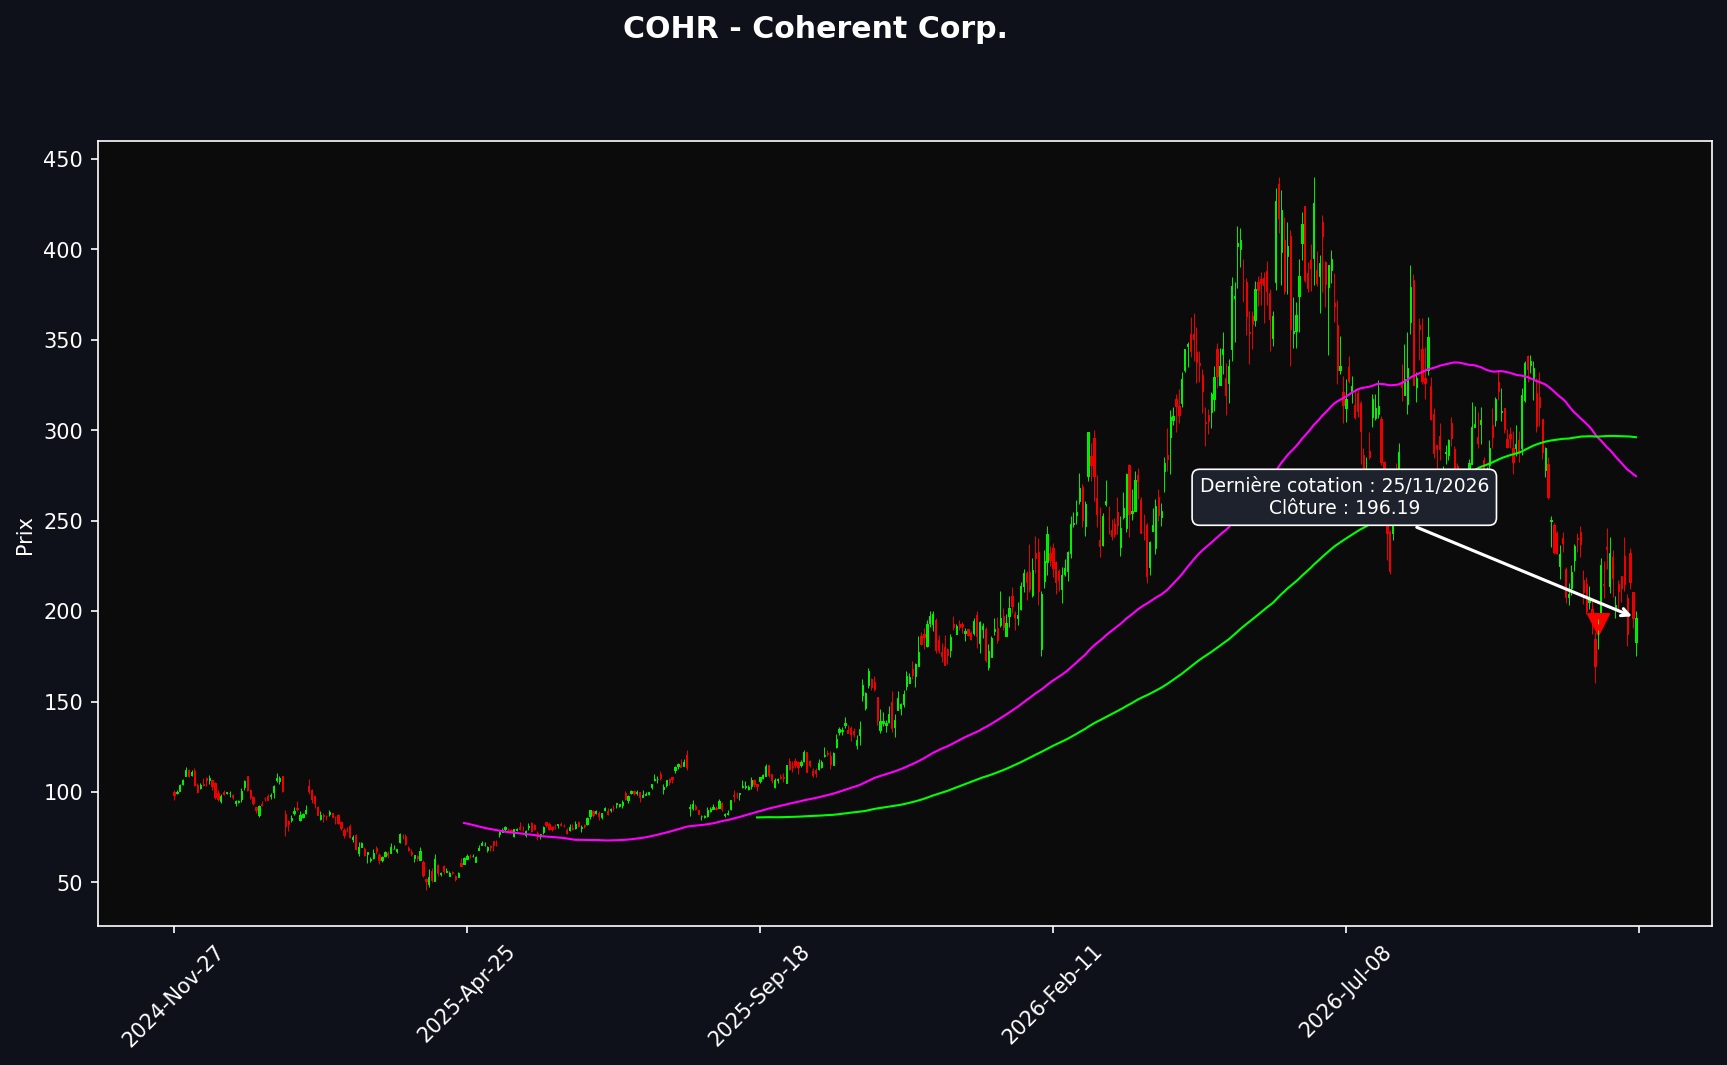 COHR - Coherent Corp.
450
400
350
300
250
200
150
100
50
Prix
Dernière cotation : 25/11/2026
Clôture : 196.19
2024-Nov-27
2025-Apr-25
2025-Sep-18
2026-Feb-11
2026-Jul-08